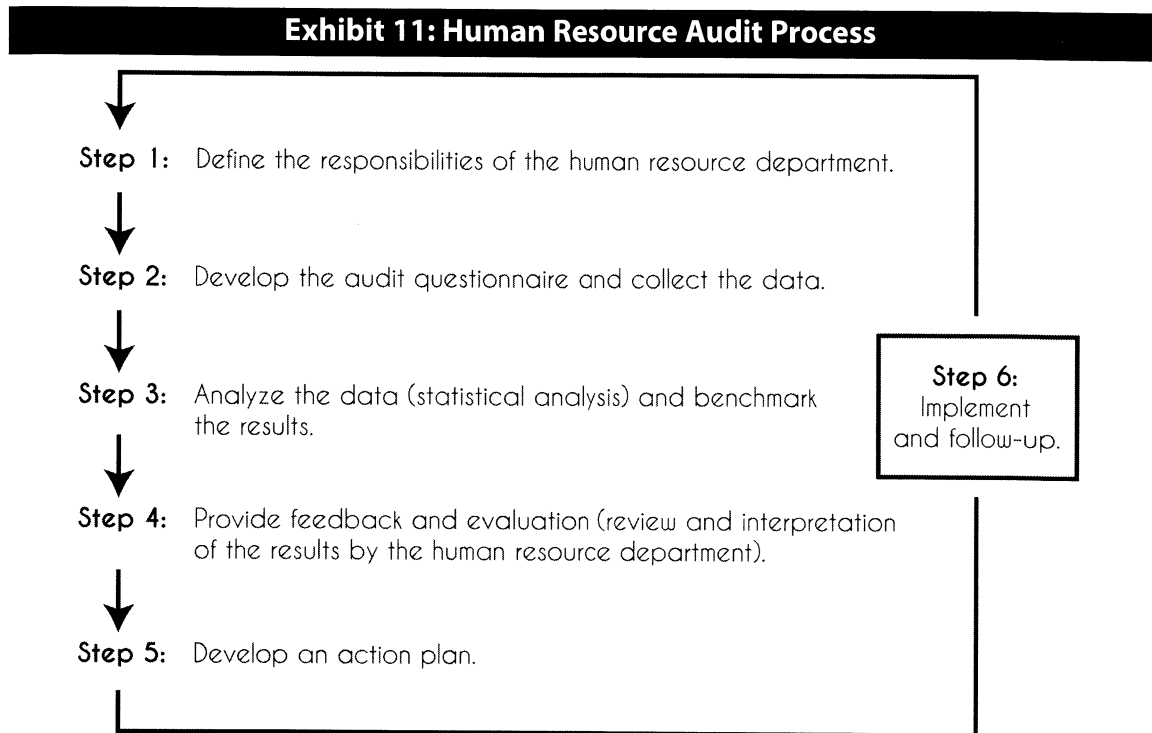 Exhibit 11: Human Resource Audit Process
Step 1: Define the responsibilities of the human resource department.
Step 2: Develop the audit questionnaire and collect the data.
Step 3: Analyze the data (statistical analysis) and benchmark
the results.
Step 4: Provide feedback and evaluation (review and interpretation
of the results by the human resource department).
Step 5: Develop an action plan.
Step 6:
Implement
and follow-up.